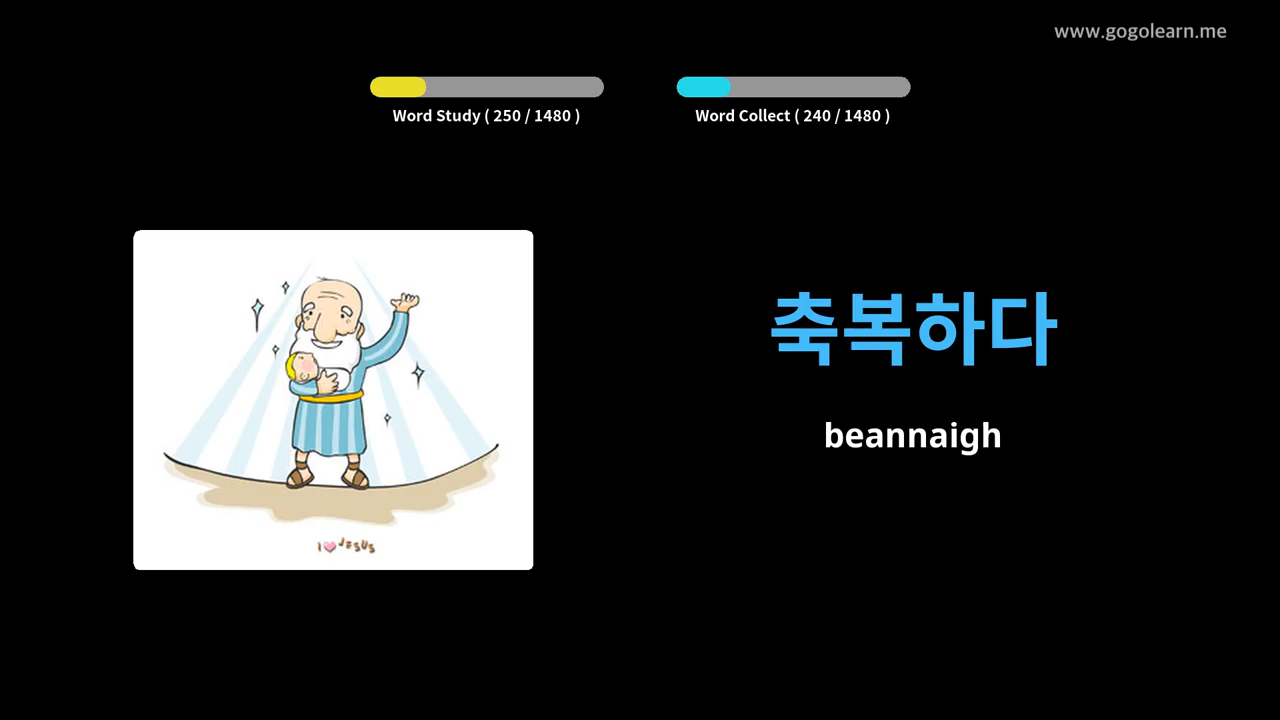 www.gogolearn.me
Word Study ( 250 / 1480 )
Word Collect ( 240 / 1480 )
축복하다
beannaigh
I JESUS